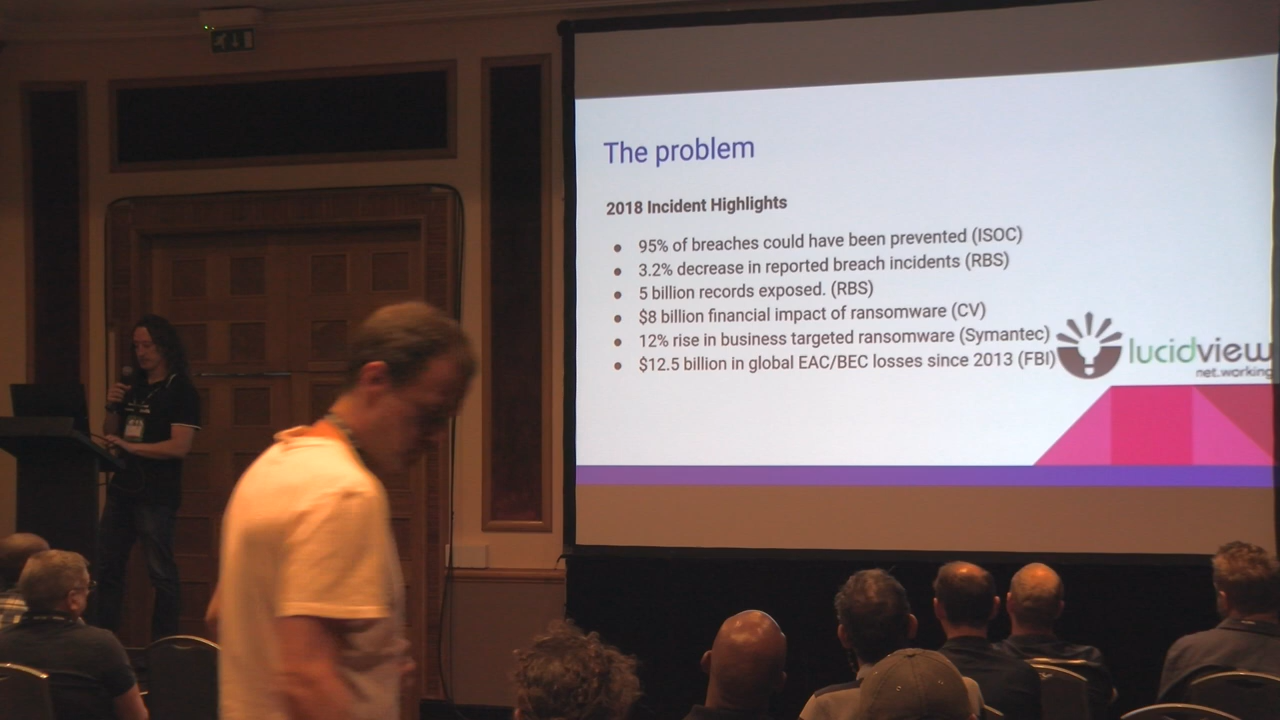 The problem
2018 Incident Highlights
● 95% of breaches could have been prevented (ISOC)
● 3.2% decrease in reported breach incidents (RBS)
● 5 billion records exposed. (RBS)
● $8 billion financial impact of ransomware (CV)
● 12% rise in business targeted ransomware (Symantec)
● $12.5 billion in global EAC/BEC losses since 2013 (FBI)
lucidview
net.working